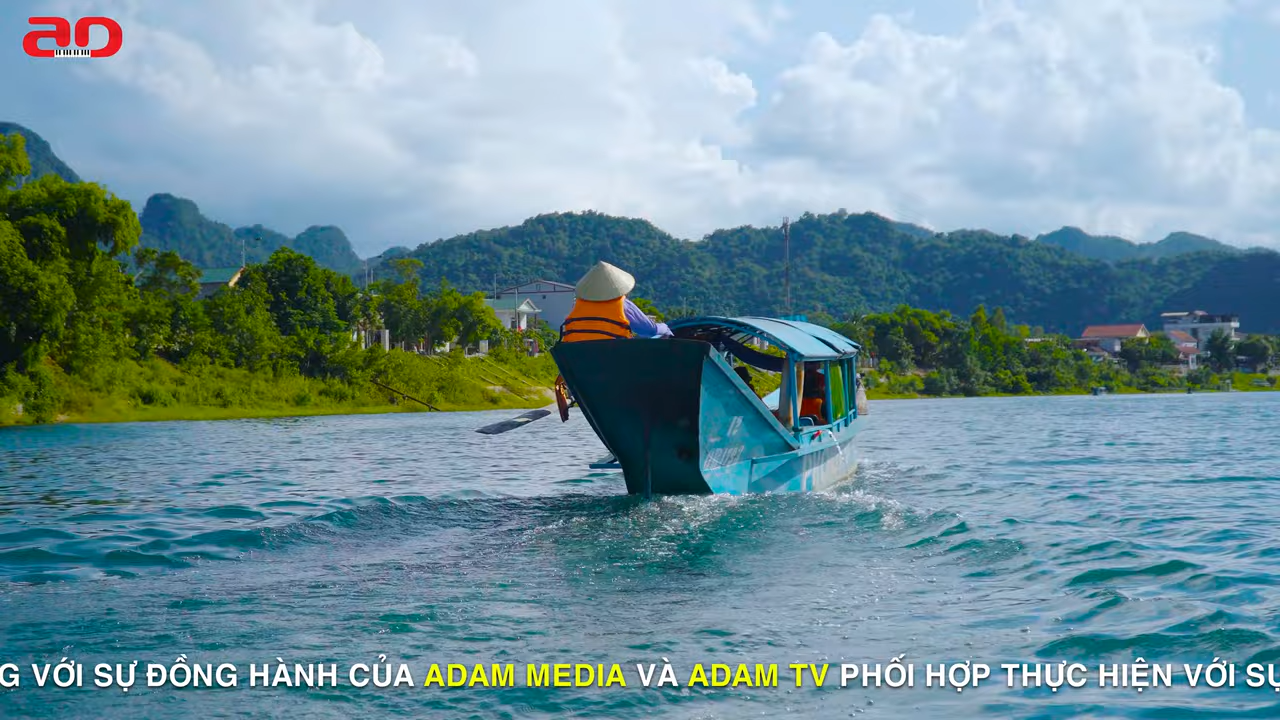 ad
G VỚI SỰ ĐỒNG HÀNH CỦA ADAM MEDIA VÀ ADAM TV PHỐI HỢP THỰC HIỆN VỚI SỰ